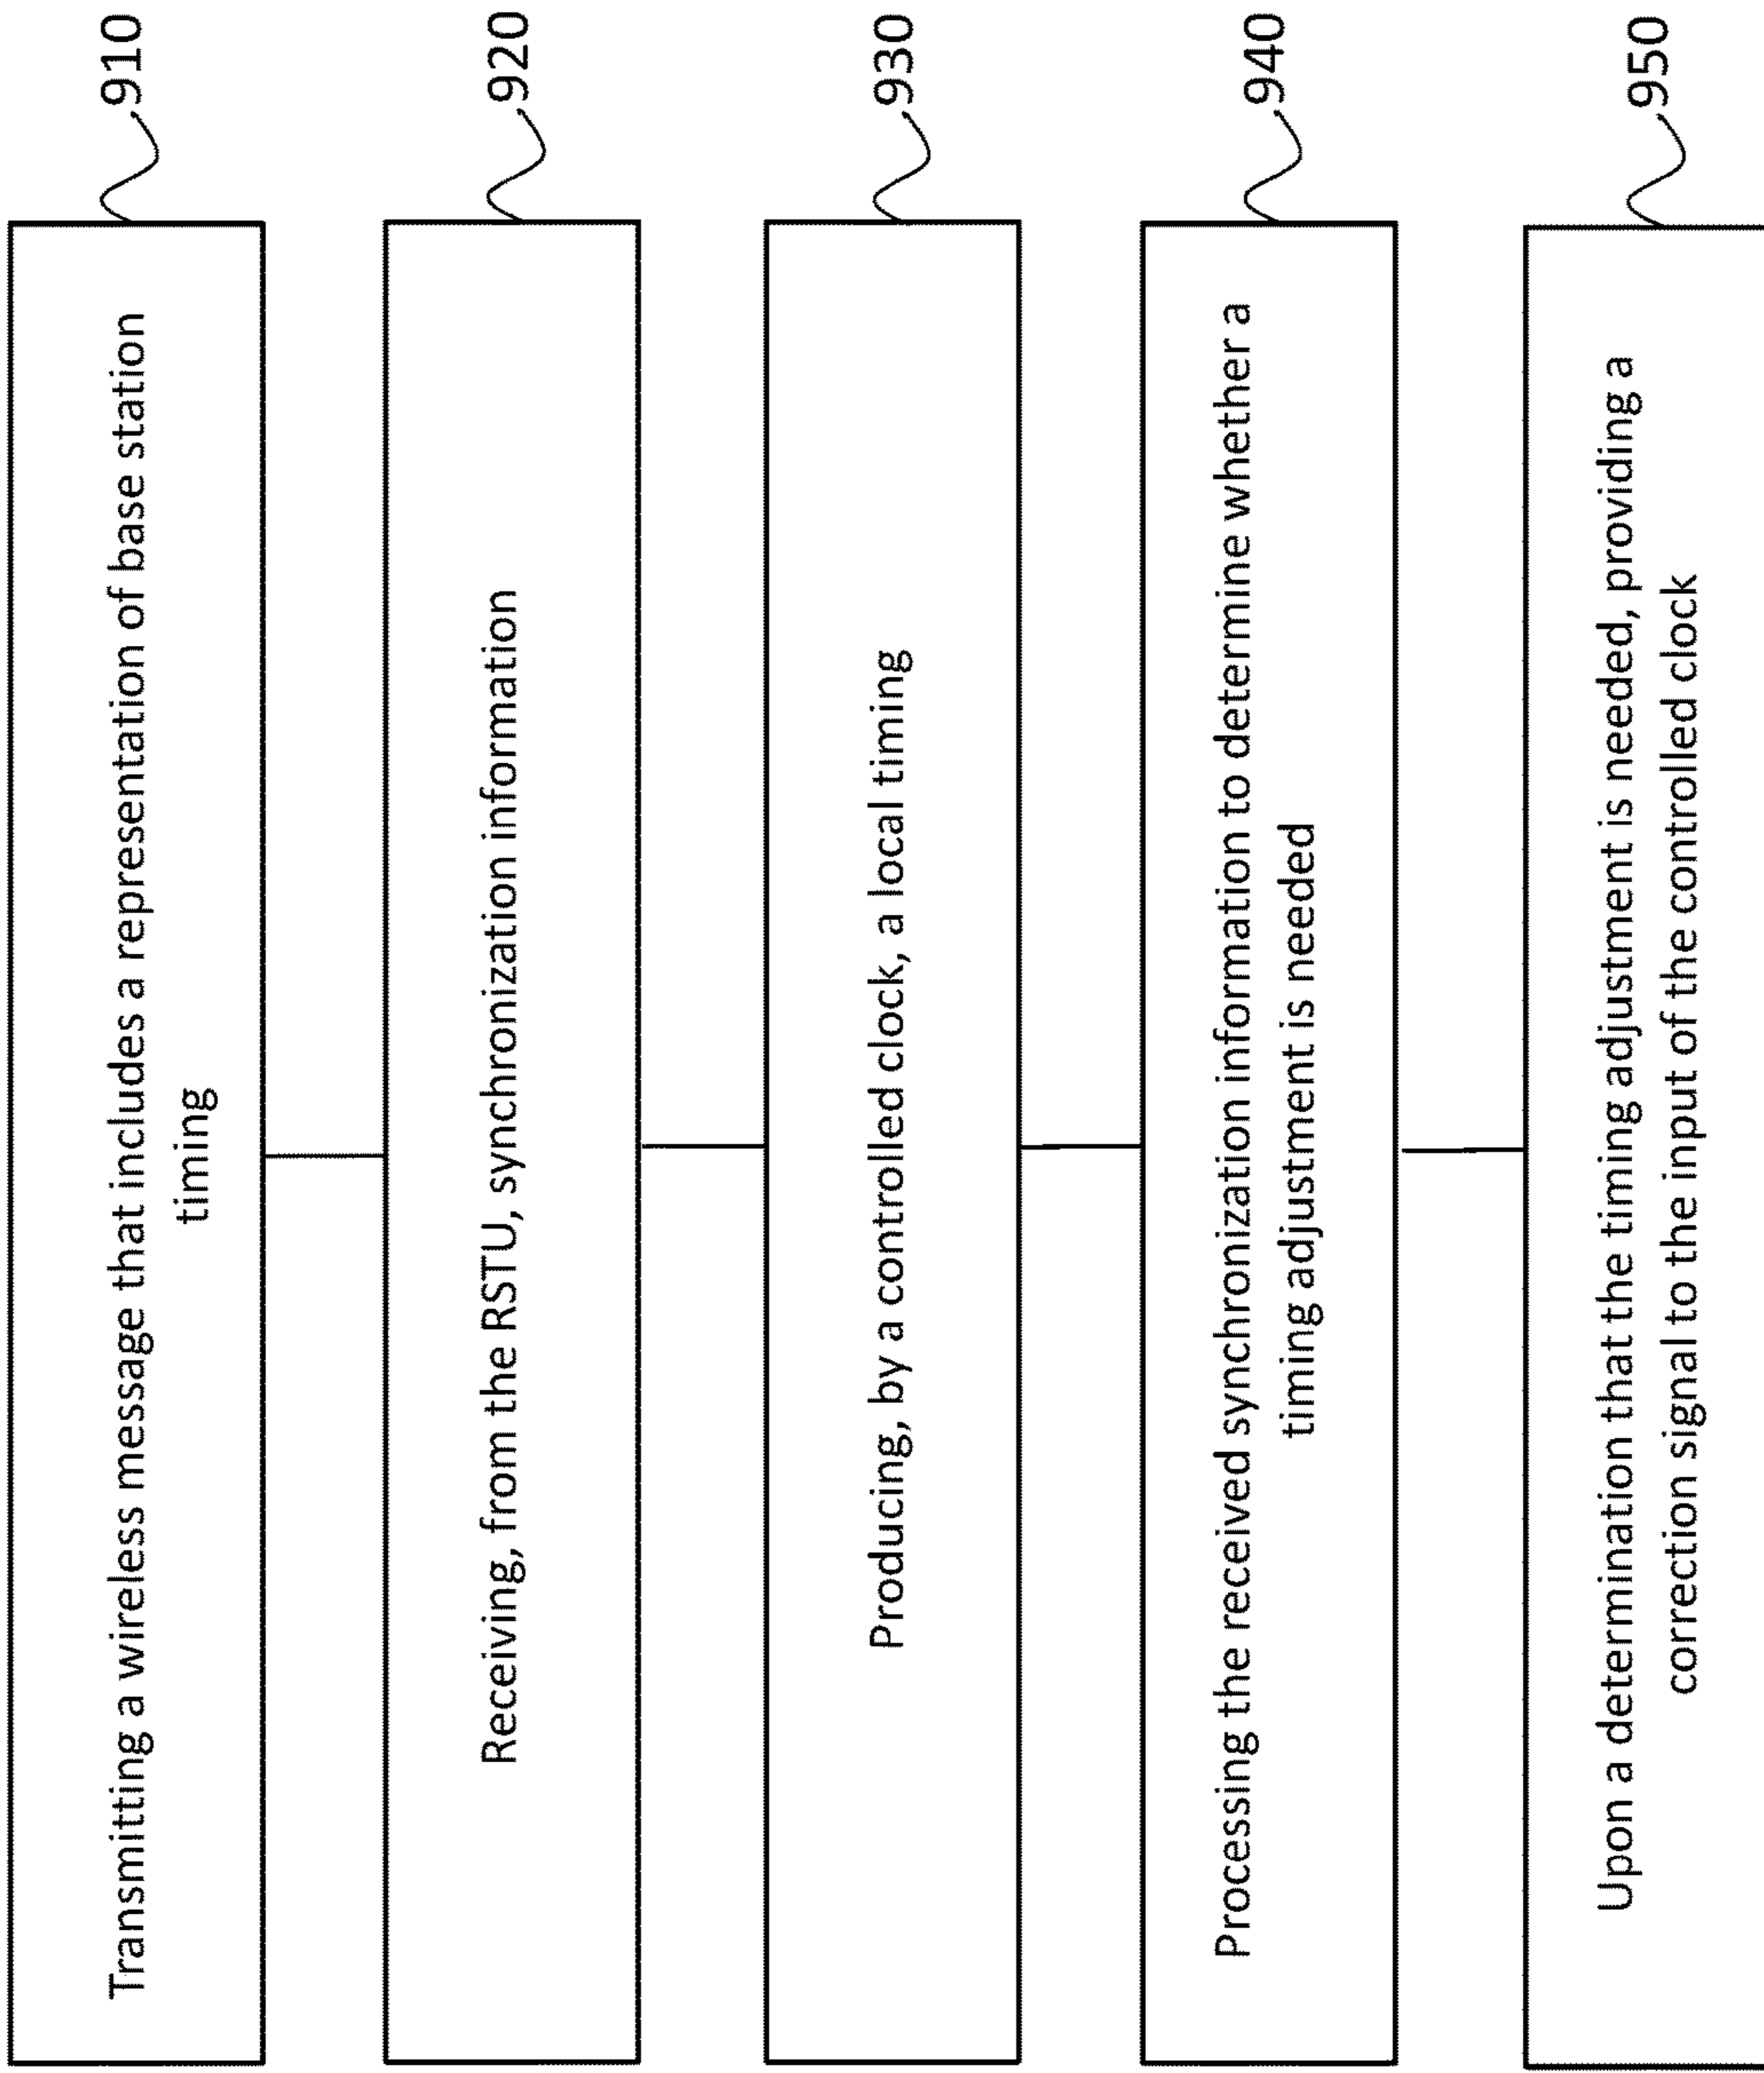 Transmitting a wireless message that includes a representation of base station
timing
910
Receiving, from the RSTU, synchronization information
920
Producing, by a controlled clock, a local timing
930
Processing the received synchronization information to determine whether a
timing adjustment is needed
940
Upon a determination that the timing adjustment is needed, providing a
correction signal to the input of the controlled clock
950